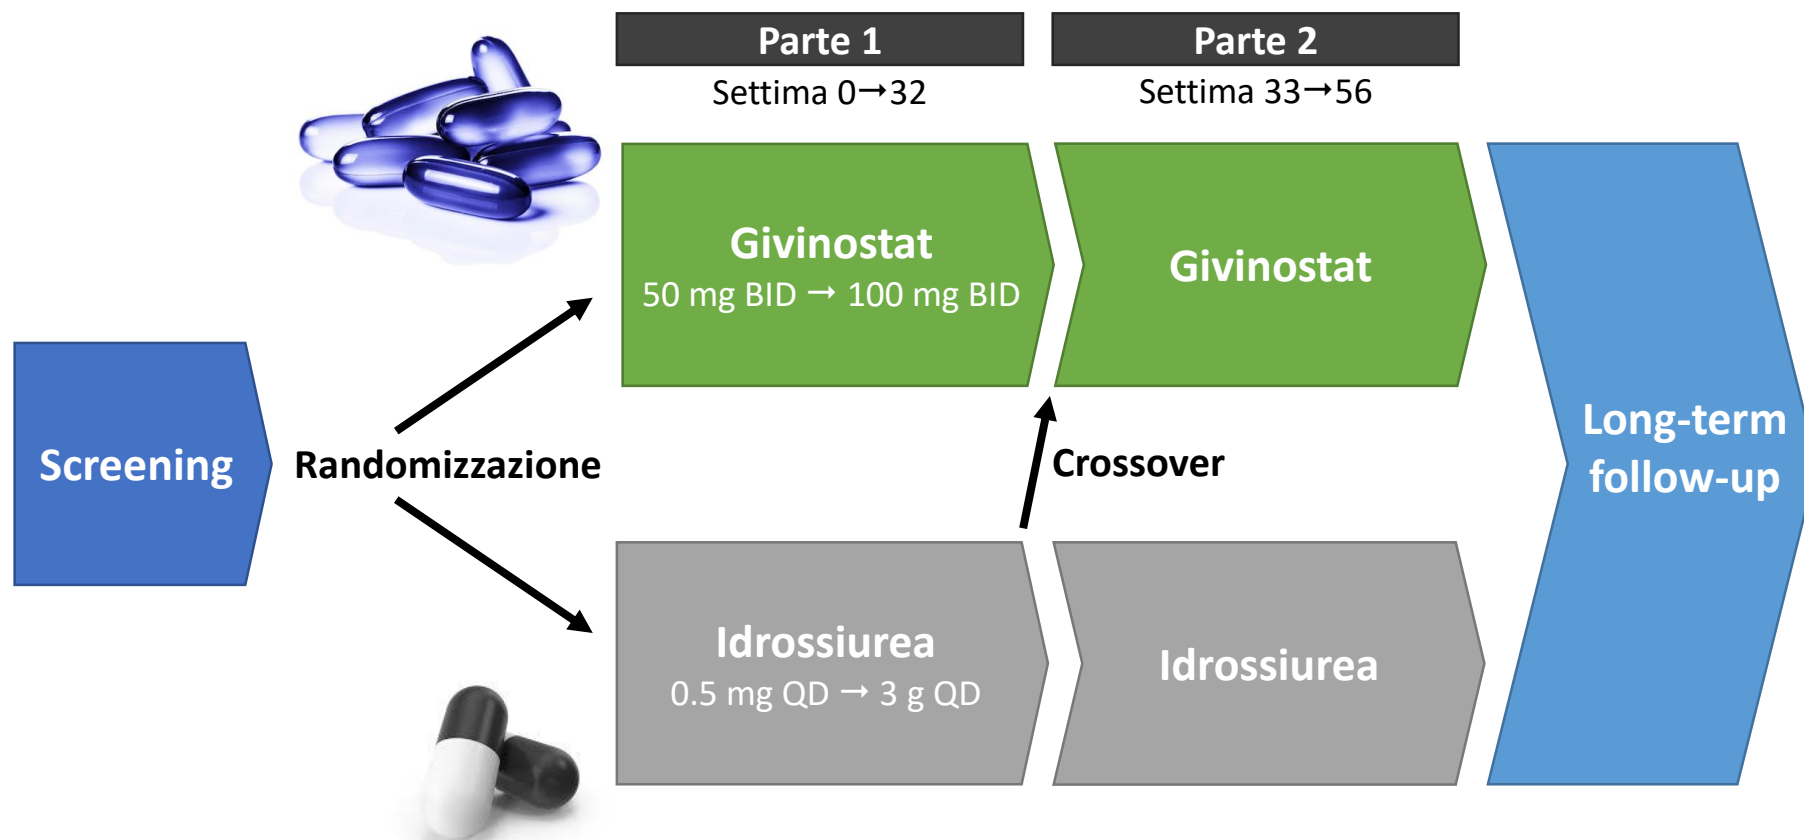 Parte 1
Parte 2
Settima 0→32
Settima 33→56
Givinostat
50 mg BID → 100 mg BID
Givinostat
Screening
Randomizzazione
Crossover
Long-term
follow-up
Idrossiurea
0.5 mg QD → 3 g QD
Idrossiurea